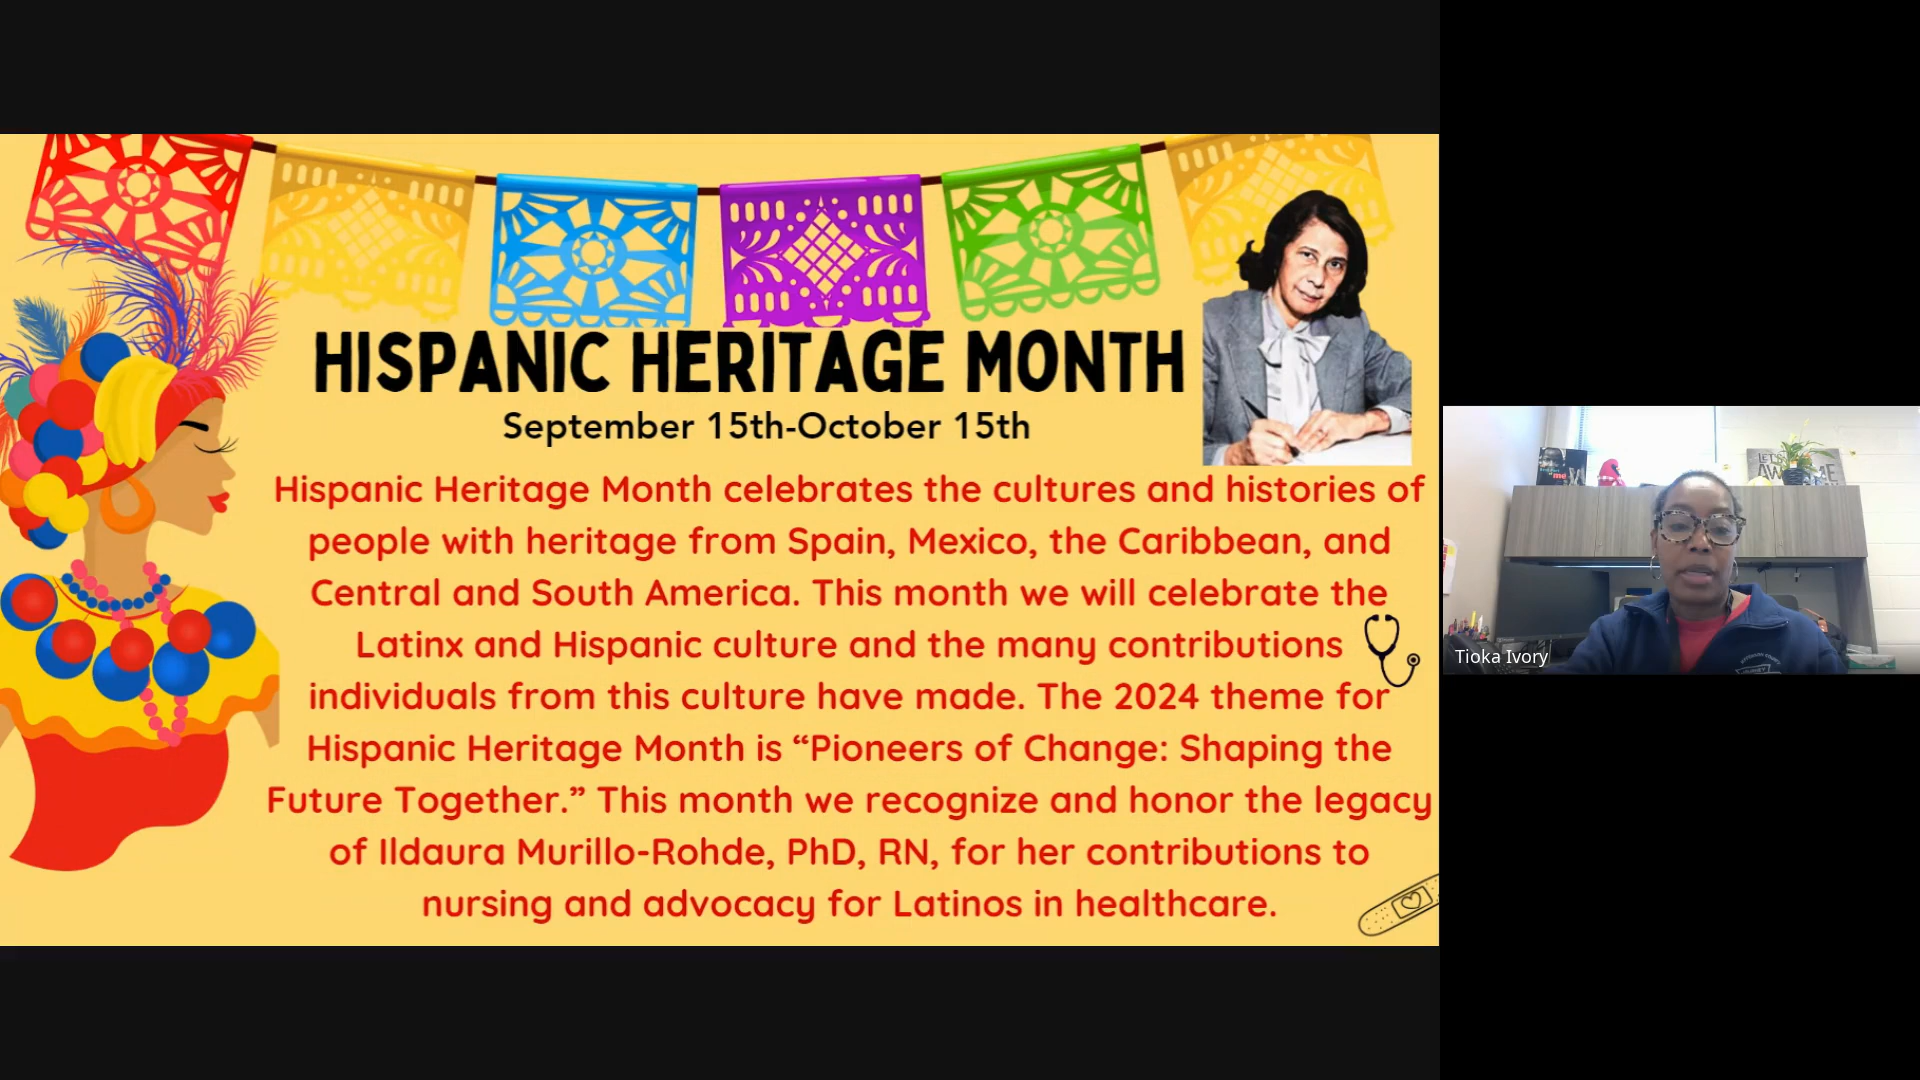 HISPANIC HERITAGE MONTH
September 15th-October 15th
Hispanic Heritage Month celebrates the cultures and histories of
people with heritage from Spain, Mexico, the Caribbean, and
Central and South America. This month we will celebrate the
Latinx and Hispanic culture and the many contributions
individuals from this culture have made. The 2024 theme for
Hispanic Heritage Month is “Pioneers of Change: Shaping the
Future Together.” This month we recognize and honor the legacy
of Ildaura Murillo-Rohde, PhD, RN, for her contributions to
nursing and advocacy for Latinos in healthcare.
me
LET'S
Tioka Ivory